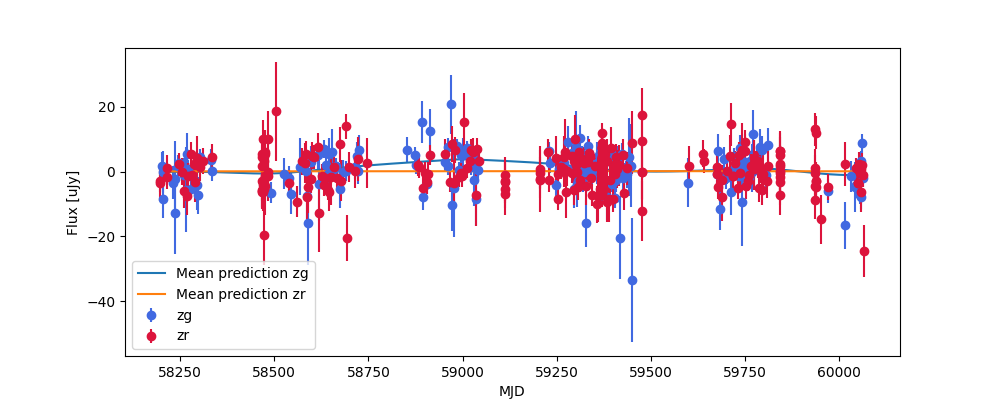 20
0
−20
−40
Flux [uJy]
Mean prediction zg
Mean prediction zr
zg
zr
58250 58500 58750 59000 59250 59500 59750 60000
MJD